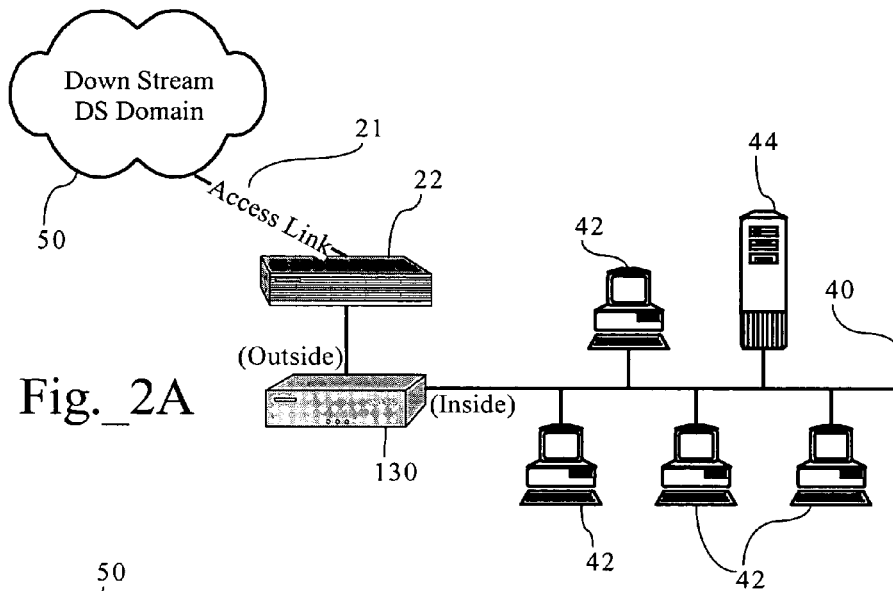 Down Stream
DS Domain
21
Access Link
22
50
44
42
40
(Outside)
Fig._2A
(Inside)
130
42
42
50